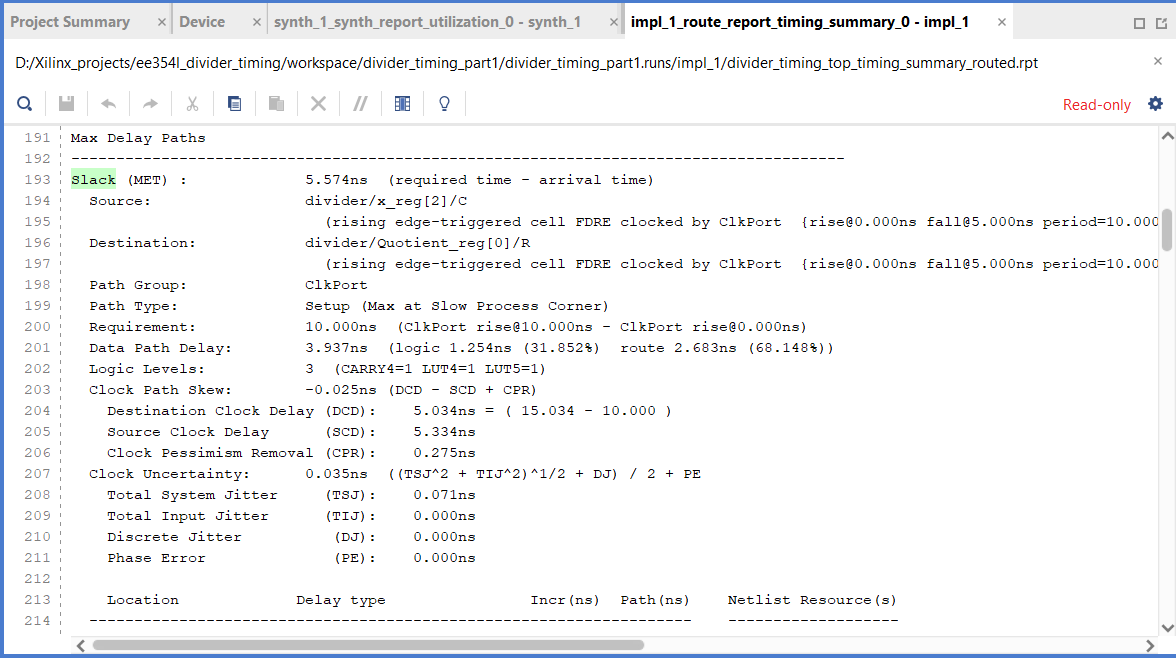 Project Summary × Device × synth_1_synth_report_utilization_0 - synth_1 × impl_1_route_report_timing_summary_0 - impl_1 ×
D:/Xilinx_projects/ee354l_divider_timing/workspace/divider_timing_part1/divider_timing_part1.runs/impl_1/divider_timing_top_timing_summary_routed.rpt ×
Read-only
191 Max Delay Paths
192 --------------------------------------------------------------------------------------
193 Slack (MET) : 5.574ns (required time - arrival time)
194 Source: divider/x_reg[2]/C
195 (rising edge-triggered cell FDRE clocked by ClkPort {rise@0.000ns fall@5.000ns period=10.000
196 Destination: divider/Quotient_reg[0]/R
197 (rising edge-triggered cell FDRE clocked by ClkPort {rise@0.000ns fall@5.000ns period=10.000
198 Path Group: ClkPort
199 Path Type: Setup (Max at Slow Process Corner)
200 Requirement: 10.000ns (ClkPort rise@10.000ns - ClkPort rise@0.000ns)
201 Data Path Delay: 3.937ns (logic 1.254ns (31.852%) route 2.683ns (68.148%))
202 Logic Levels: 3 (CARRY4=1 LUT4=1 LUT5=1)
203 Clock Path Skew: -0.025ns (DCD - SCD + CPR)
204 Destination Clock Delay (DCD): 5.034ns = ( 15.034 - 10.000 )
205 Source Clock Delay (SCD): 5.334ns
206 Clock Pessimism Removal (CPR): 0.275ns
207 Clock Uncertainty: 0.035ns ((TSJ^2 + TIJ^2)^1/2 + DJ) / 2 + PE
208 Total System Jitter (TSJ): 0.071ns
209 Total Input Jitter (TIJ): 0.000ns
210 Discrete Jitter (DJ): 0.000ns
211 Phase Error (PE): 0.000ns
212
213 Location Delay type Incr(ns) Path(ns) Netlist Resource(s)
214 ------------------------------------------------------------------- -------------------